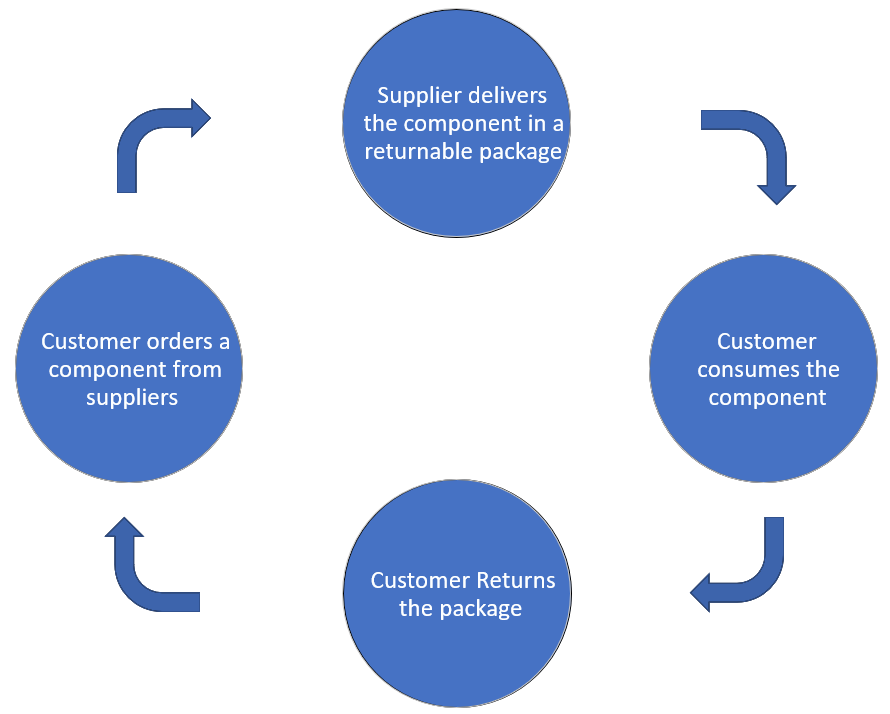 Supplier delivers
the component in a
returnable package
Customer orders a
component from
suppliers
Customer
consumes the
component
Customer Returns
the package